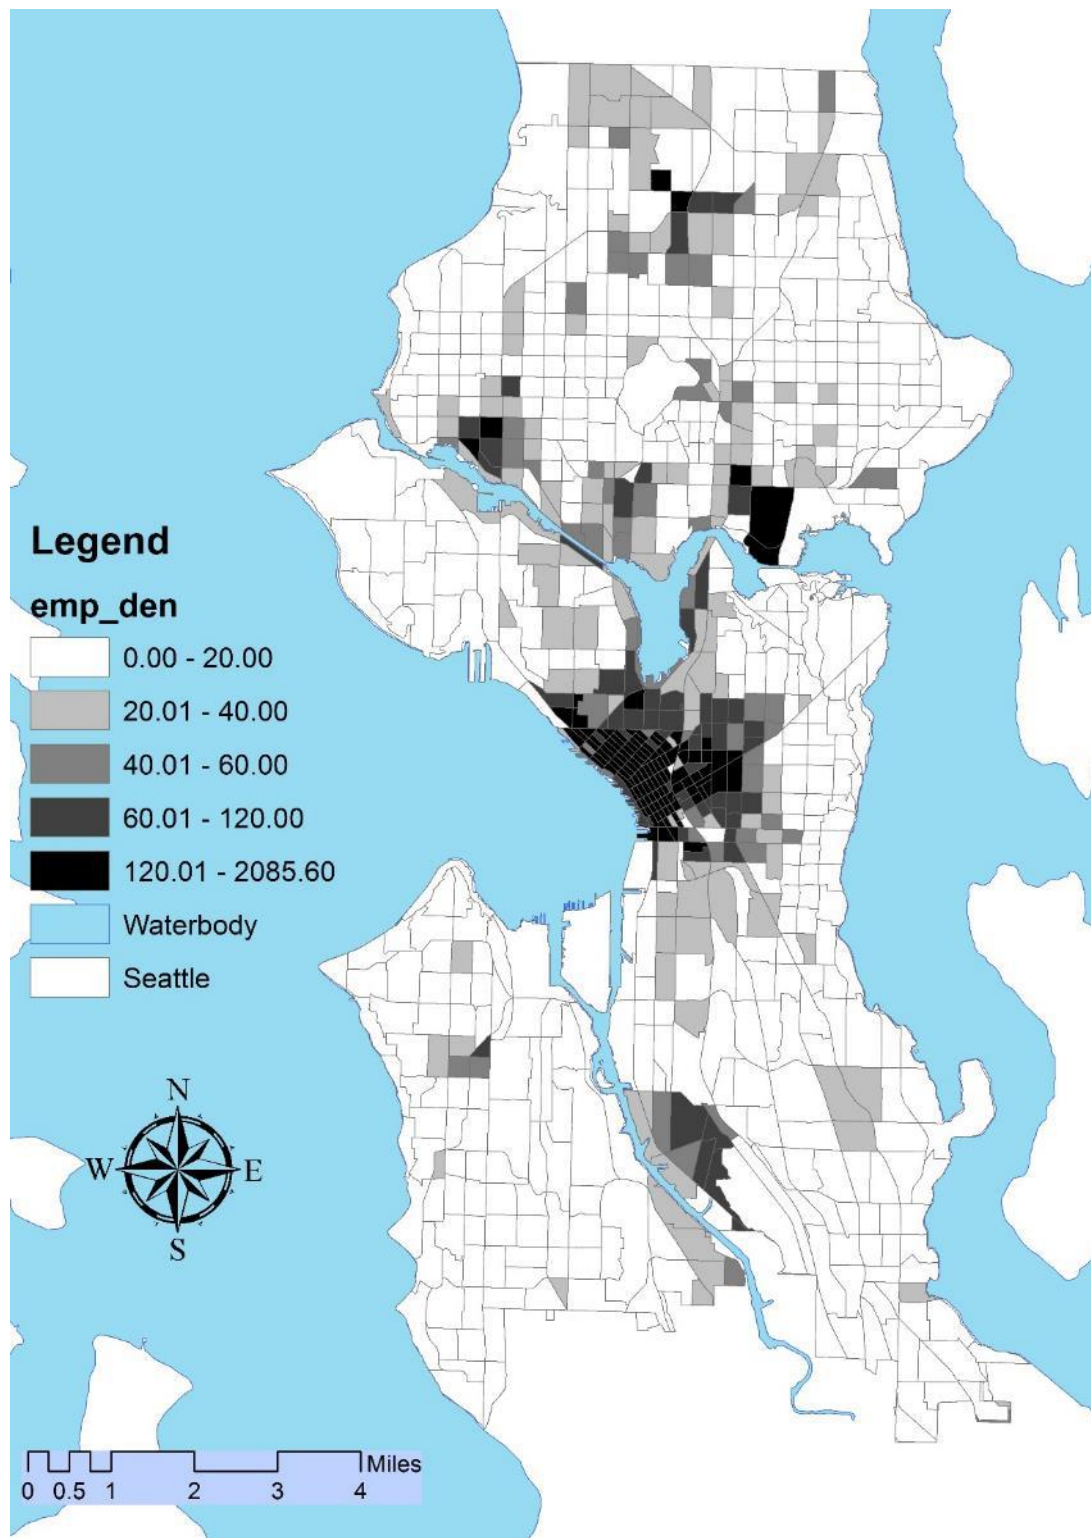 Legend
emp_den
0.00 - 20.00
20.01 - 40.00
40.01 - 60.00
60.01 - 120.00
120.01 - 2085.60
Waterbody
Seattle
N
W E
S
Miles
0 0.5 1 2 3 4